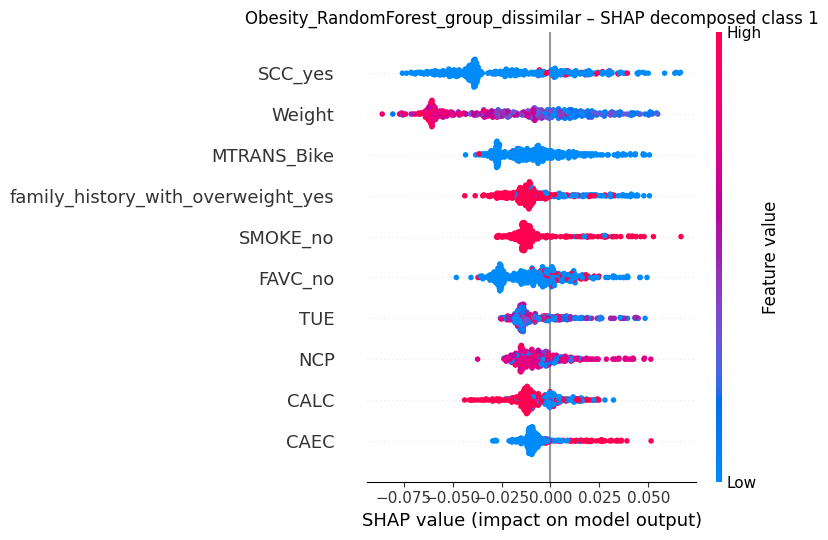 Obesity_RandomForest_group_dissimilar – SHAP decomposed class 1
High
SCC_yes
Weight
MTRANS_Bike
family_history_with_overweight_yes
SMOKE_no
FAVC_no
TUE
NCP
CALC
CAEC
Feature value
Low
−0.075 −0.050 −0.025 0.000 0.025 0.050
SHAP value (impact on model output)